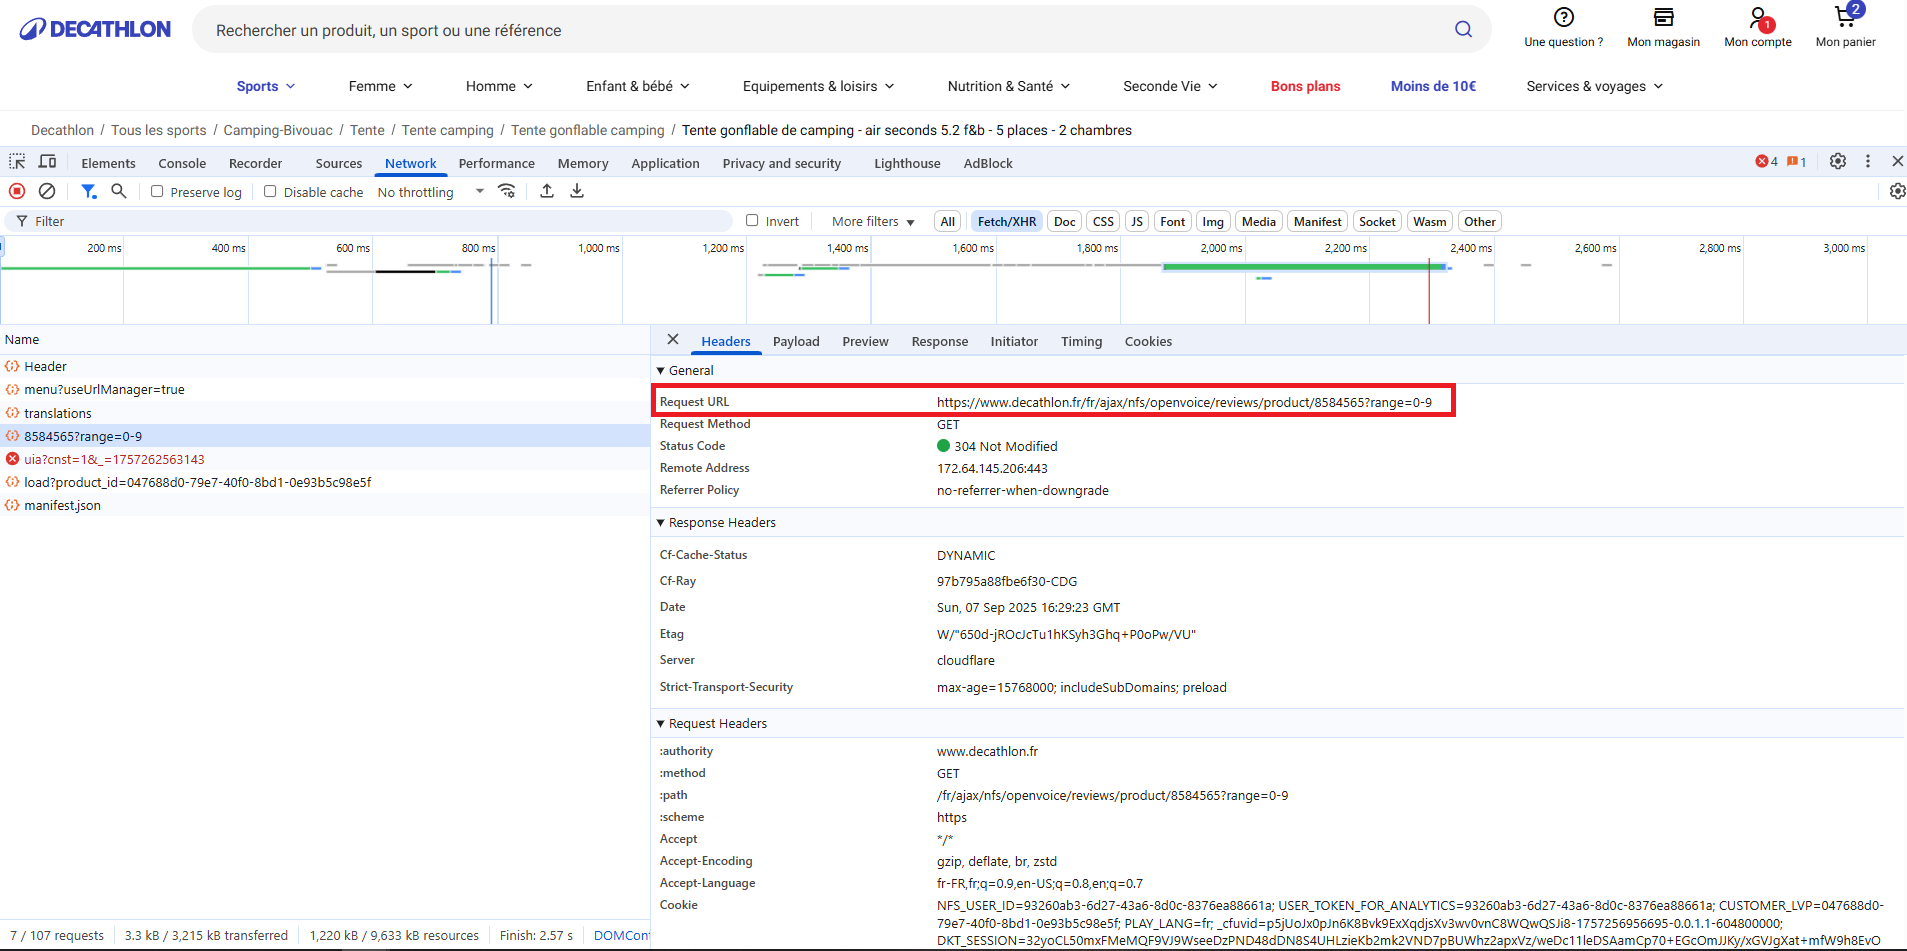 DECATHLON
Rechercher un produit, un sport ou une référence
Une question ?
Mon magasin
1
Mon compte
2
Mon panier
Sports
Femme
Homme
Enfant & bébé
Equipements & loisirs
Nutrition & Santé
Seconde Vie
Bons plans
Moins de 10€
Services & voyages
Decathlon / Tous les sports / Camping-Bivouac / Tente / Tente camping / Tente gonflable camping / Tente gonflable de camping - air seconds 5.2 f&b - 5 places - 2 chambres
Elements Console Recorder Sources Network Performance Memory Application Privacy and security Lighthouse AdBlock 4 1
Preserve log Disable cache No throttling
Filter Invert More filters All Fetch/XHR Doc CSS JS Font Img Media Manifest Socket Wasm Other
200 ms 400 ms 600 ms 800 ms 1,000 ms 1,200 ms 1,400 ms 1,600 ms 1,800 ms 2,000 ms 2,200 ms 2,400 ms 2,600 ms 2,800 ms 3,000 ms
Name
Header
menu?useUrlManager=true
translations
8584565?range=0-9
uia?cnst=1&_=1757262563143
load?product_id=047688d0-79e7-40f0-8bd1-0e93b5c98e5f
manifest.json
Headers Payload Preview Response Initiator Timing Cookies
General
Request URL https://www.decathlon.fr/fr/ajax/nfs/openvoice/reviews/product/8584565?range=0-9
Request Method GET
Status Code 304 Not Modified
Remote Address 172.64.145.206:443
Referrer Policy no-referrer-when-downgrade
Response Headers
Cf-Cache-Status DYNAMIC
Cf-Ray 97b795a88fbe6f30-CDG
Date Sun, 07 Sep 2025 16:29:23 GMT
Etag W/"650d-jROcJcTu1hKSyh3Ghq+P0oPw/VU"
Server cloudflare
Strict-Transport-Security max-age=15768000; includeSubDomains; preload
Request Headers
:authority www.decathlon.fr
:method GET
:path /fr/ajax/nfs/openvoice/reviews/product/8584565?range=0-9
:scheme https
Accept */*
Accept-Encoding gzip, deflate, br, zstd
Accept-Language fr-FR,fr;q=0.9,en-US;q=0.8,en;q=0.7
Cookie NFS_USER_ID=93260ab3-6d27-43a6-8d0c-8376ea88661a; USER_TOKEN_FOR_ANALYTICS=93260ab3-6d27-43a6-8d0c-8376ea88661a; CUSTOMER_LVP=047688d0-
79e7-40f0-8bd1-0e93b5c98e5f; PLAY_LANG=fr; _cfuvid=p5jUoJx0pJn6K8Bvk9ExXqdjsXv3wv0vnC8WQwQSJi8-1757256956695-0.0.1.1-604800000;
DKT_SESSION=32yoCL50mxFMeMQF9VJ9WseeDzPND48dDN8S4UHLzieKb2mk2VND7pBUWhz2apxVz/weDc11leDSAamCp70+EGcOmJJKy/xGVJgXat+mfW9h8EvO
7 / 107 requests 3.3 kB / 3,215 kB transferred 1,220 kB / 9,633 kB resources Finish: 2.57 s DOMCont